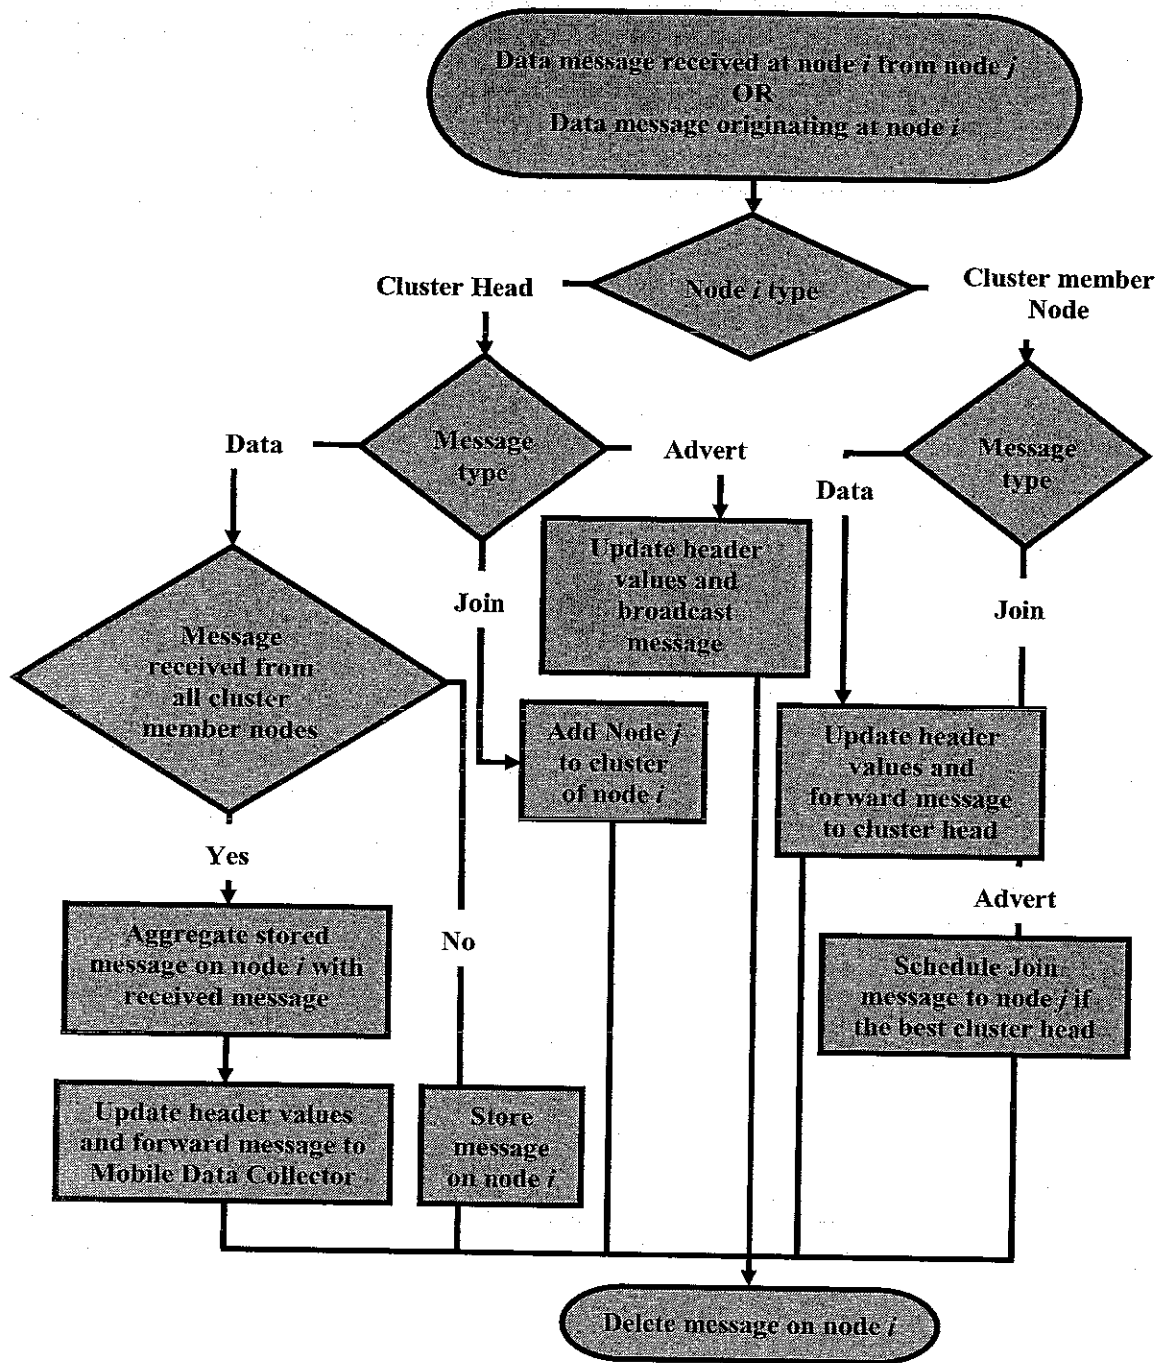 Data message received at node i from node j
OR
Data message originating at node i
Node i type
Cluster Head
Cluster member
Node
Message
type
Data
Advert
Join
Message
type
Data
Join
Advert
Update header
values and
broadcast
message
Message
received from
all cluster
member nodes
Add Node j
to cluster
of node i
Update header
values and
forward message
to cluster head
Yes
No
Aggregate stored
message on node i with
received message
Schedule Join
message to node j if
the best cluster head
Update header values
and forward message to
Mobile Data Collector
Store
message
on node i
Delete message on node i